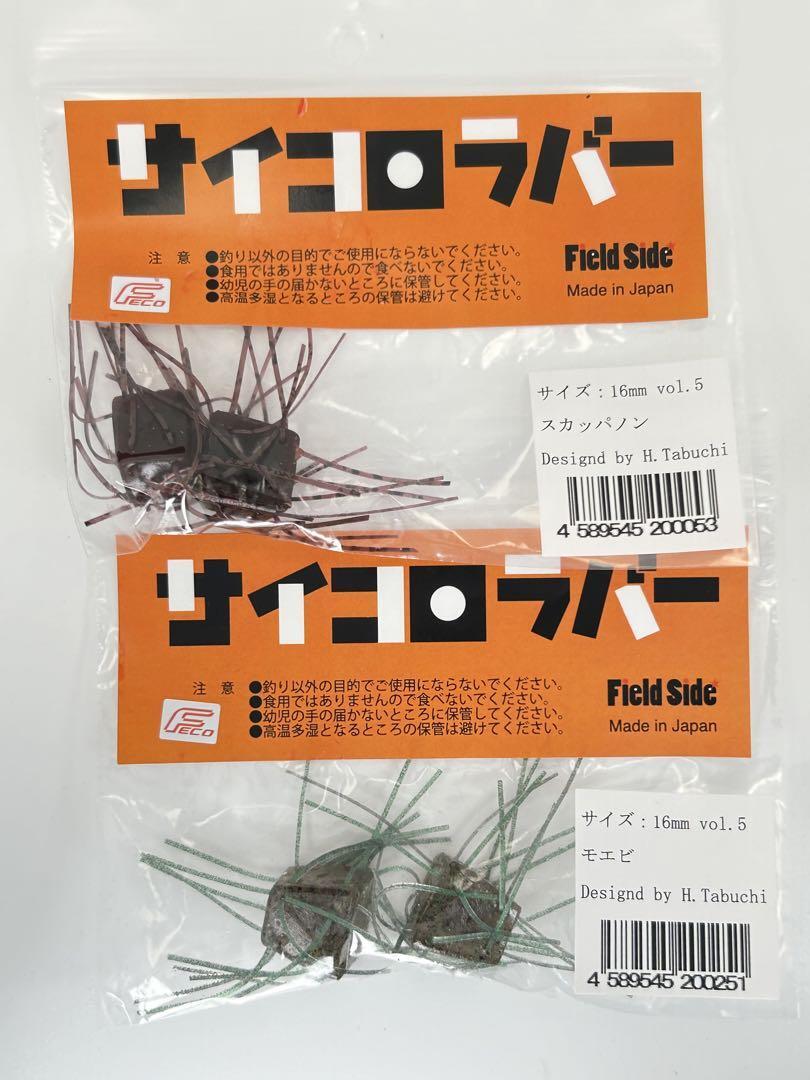 サイコロラバー
注 意 ●釣り以外の目的でご使用にならないでください。
●食用ではありませんので食べないでください。
●幼児の手の届かないところに保管してください。
●高温多湿となるところの保管は避けてください。
Field Side
Made in Japan
FECO
サイズ：16mm vol.5
スカッパノン
Designd by H.Tabuchi
4 589545 200053
サイコロラバー
注 意 ●釣り以外の目的でご使用にならないでください。
●食用ではありませんので食べないでください。
●幼児の手の届かないところに保管してください。
●高温多湿となるところの保管は避けてください。
Field Side
Made in Japan
FECO
サイズ：16mm vol.5
モエビ
Designd by H.Tabuchi
4 589545 200251